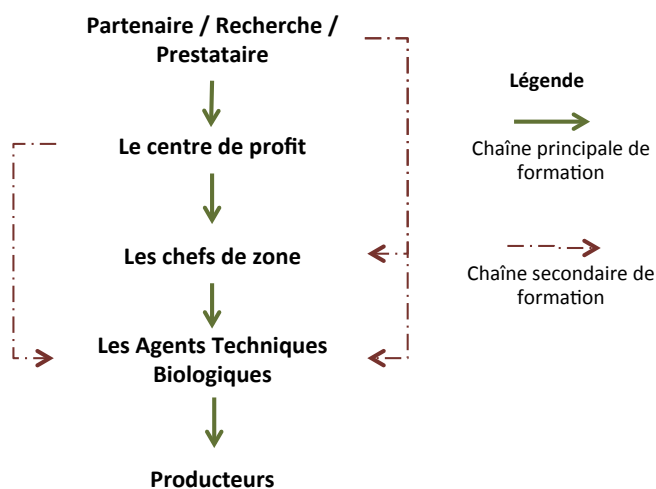 Partenaire / Recherche /
Prestataire
Légende
Le centre de profit
Chaîne principale de
formation
Les chefs de zone
Chaîne secondaire de
formation
Les Agents Techniques
Biologiques
Producteurs